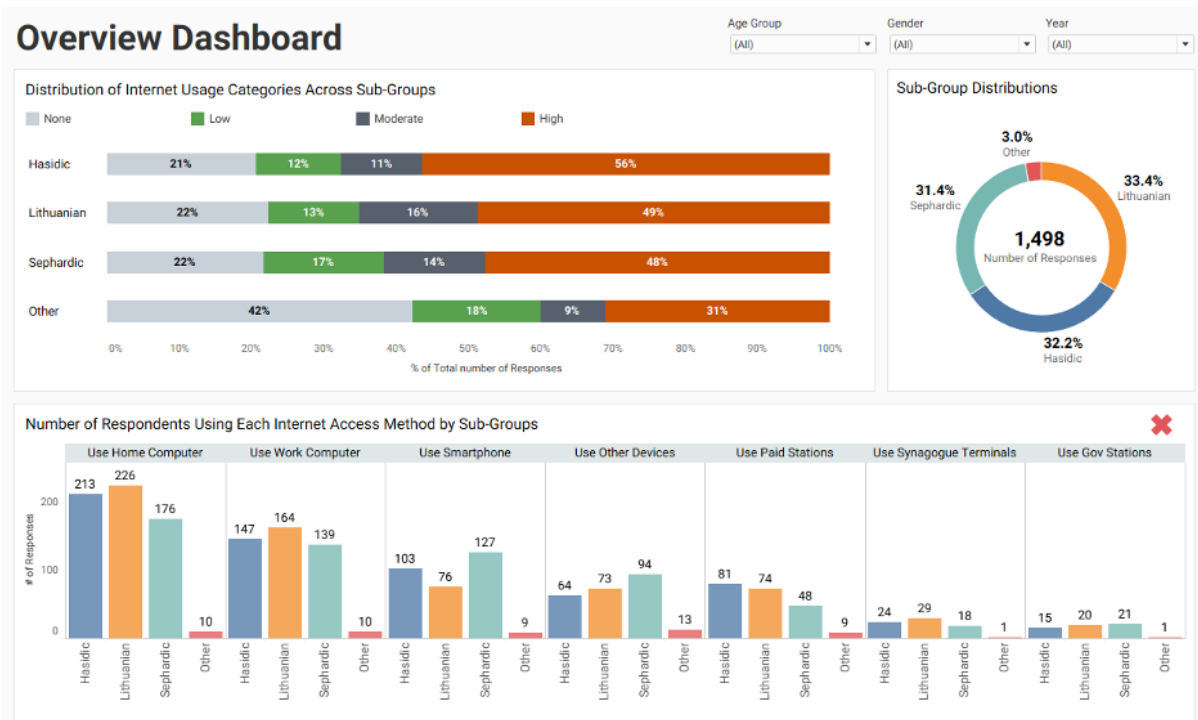 Overview Dashboard
Age Group
Gender
Year
(All)
(All)
(All)
Distribution of Internet Usage Categories Across Sub-Groups
None Low Moderate High
Hasidic 21% 12% 11% 56%
Lithuanian 22% 13% 16% 49%
Sephardic 22% 17% 14% 48%
Other 42% 18% 9% 31%
0% 10% 20% 30% 40% 50% 60% 70% 80% 90% 100%
% of Total number of Responses
Sub-Group Distributions
3.0%
Other
33.4%
Lithuanian
31.4%
Sephardic
1,498
Number of Responses
32.2%
Hasidic
Number of Respondents Using Each Internet Access Method by Sub-Groups
Use Home Computer Use Work Computer Use Smartphone Use Other Devices Use Paid Stations Use Synagogue Terminals Use Gov Stations
# of Responses
200
100
0
213 226 176 10
147 164 139 10
103 76 127 9
64 73 94 13
81 74 48 9
24 29 18 1
15 20 21 1
Hasidic Lithuanian Sephardic Other Hasidic Lithuanian Sephardic Other Hasidic Lithuanian Sephardic Other Hasidic Lithuanian Sephardic Other Hasidic Lithuanian Sephardic Other Hasidic Lithuanian Sephardic Other Hasidic Lithuanian Sephardic Other